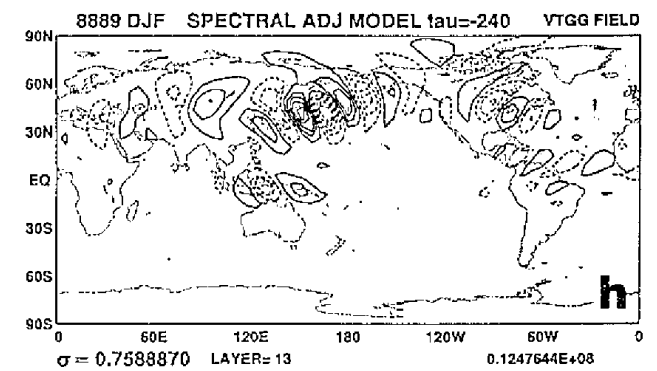 8889 DJF SPECTRAL ADJ MODEL tau=-240 VTGG FIELD
90N
60N
30N
EQ
30S
60S
90S
h
0 60E 120E 180 120W 60W 0
σ = 0.7588870 LAYER= 13 0.1247644E+08